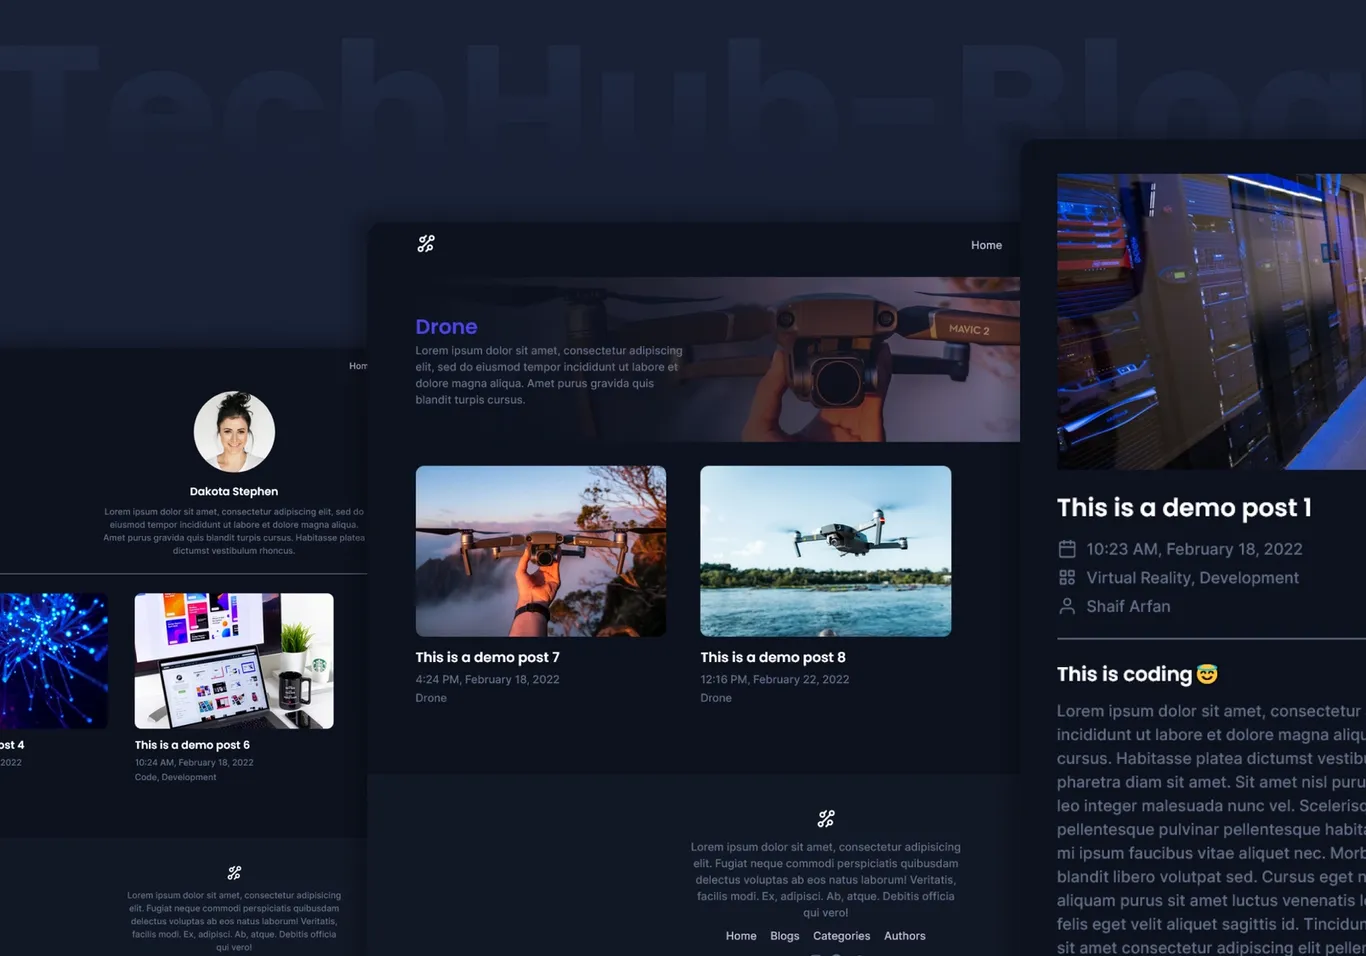 TechHub-Blog
Home
Dakota Stephen
Lorem ipsum dolor sit amet, consectetur adipiscing elit, sed do
eiusmod tempor incididunt ut labore et dolore magna aliqua.
Amet purus gravida quis blandit turpis cursus. Habitasse platea
dictumst vestibulum rhoncus.
ost 4
2022
This is a demo post 6
10:24 AM, February 18, 2022
Code, Development
Lorem ipsum dolor sit amet, consectetur adipisicing
elit. Fugiat neque commodi perspiciatis quibusdam
delectus voluptas ab eos natus laborum! Veritatis,
facilis modi. Ex, adipisci. Ab, atque. Debitis officia
qui vero!
Home
MAVIC 2
Drone
Lorem ipsum dolor sit amet, consectetur adipiscing
elit, sed do eiusmod tempor incididunt ut labore et
dolore magna aliqua. Amet purus gravida quis
blandit turpis cursus.
This is a demo post 7
4:24 PM, February 18, 2022
Drone
This is a demo post 8
12:16 PM, February 22, 2022
Drone
Lorem ipsum dolor sit amet, consectetur adipisicing
elit. Fugiat neque commodi perspiciatis quibusdam
delectus voluptas ab eos natus laborum! Veritatis,
facilis modi. Ex, adipisci. Ab, atque. Debitis officia
qui vero!
Home Blogs Categories Authors
This is a demo post 1
10:23 AM, February 18, 2022
Virtual Reality, Development
Shaif Arfan
This is coding😇
Lorem ipsum dolor sit amet, consectetur
incididunt ut labore et dolore magna aliqu
cursus. Habitasse platea dictumst vestibu
pharetra diam sit amet. Sit amet nisl puru
leo integer malesuada nunc vel. Scelerisq
pellentesque pulvinar pellentesque habita
mi ipsum faucibus vitae aliquet nec. Morb
blandit libero volutpat sed. Cursus eget n
aliquam purus sit amet luctus venenatis l
felis eget velit aliquet sagittis id. Tincidun
sit amet consectetur adipiscing elit peller